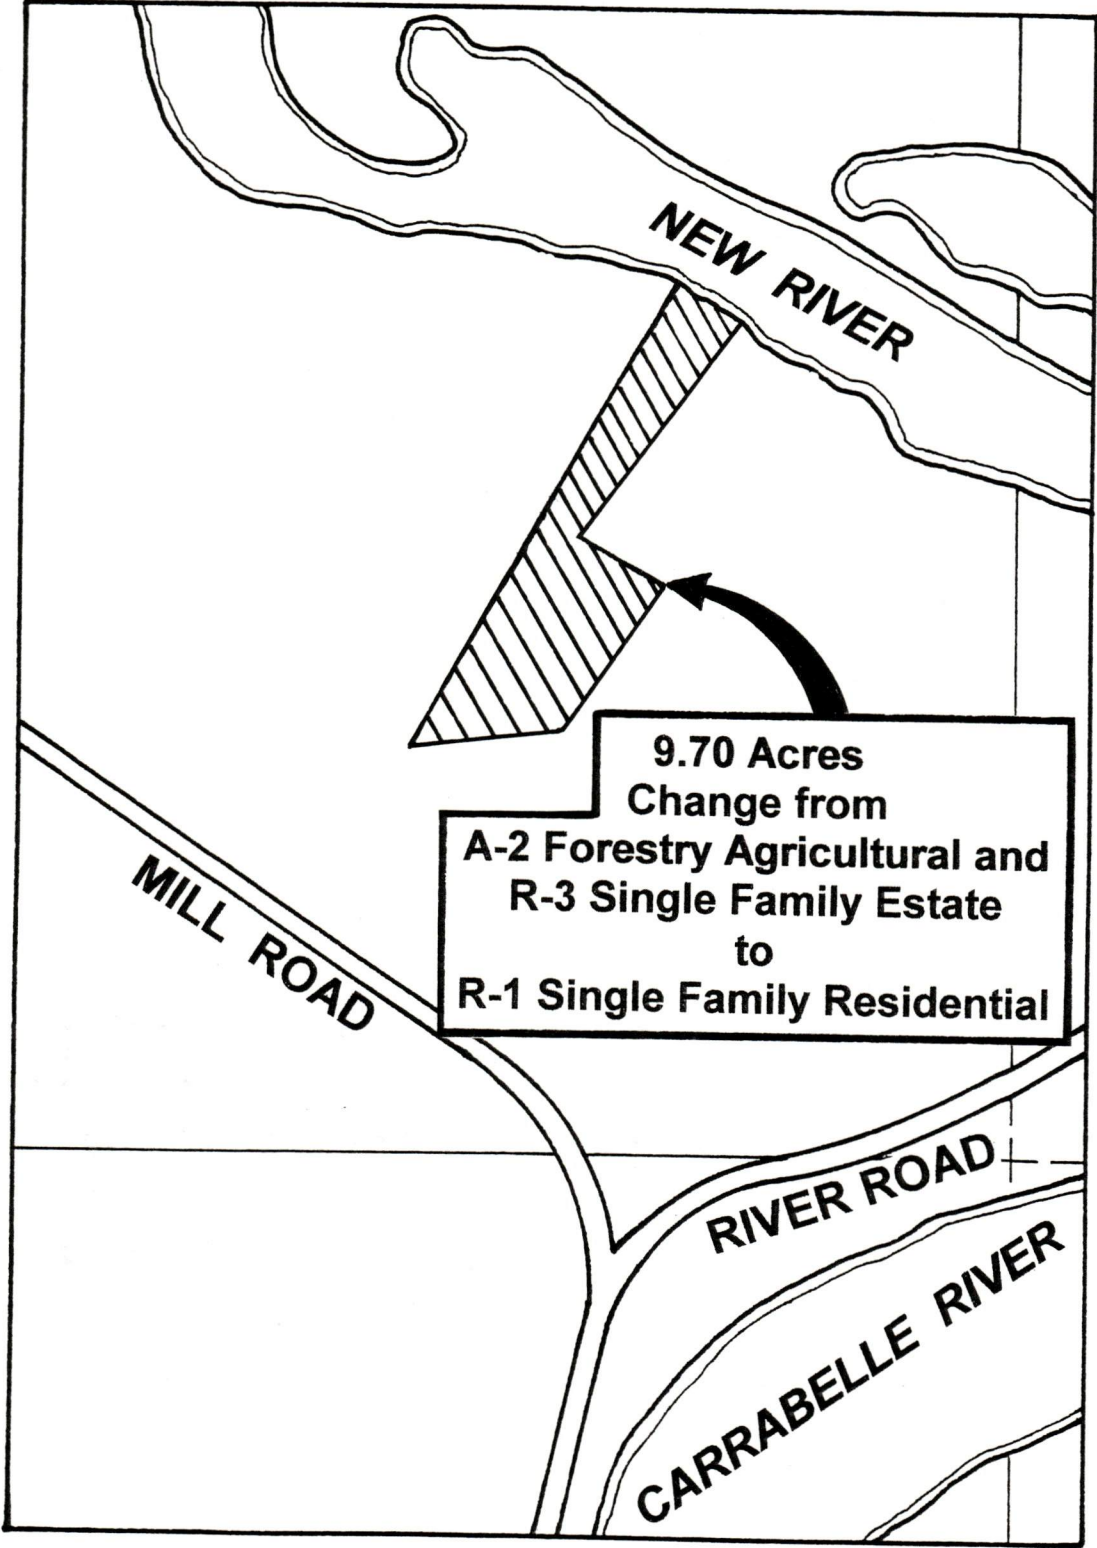 NEW RIVER
9.70 Acres
Change from
A-2 Forestry Agricultural and
R-3 Single Family Estate
to
R-1 Single Family Residential
MILL ROAD
RIVER ROAD
CARRABELLE RIVER